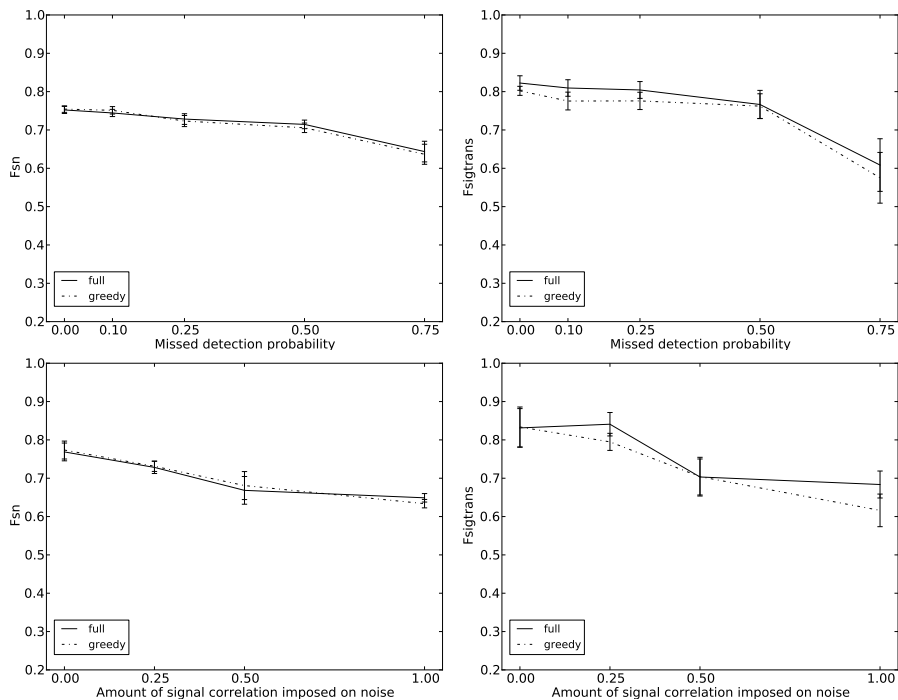 1.0
0.9
0.8
0.7
0.6
0.5
0.4
0.3
0.2
Fsn
full
greedy
0.00 0.10 0.25 0.50 0.75
Missed detection probability
1.0
0.9
0.8
0.7
0.6
0.5
0.4
0.3
0.2
Fsigtrans
full
greedy
0.00 0.10 0.25 0.50 0.75
Missed detection probability
1.0
0.9
0.8
0.7
0.6
0.5
0.4
0.3
0.2
Fsn
full
greedy
0.00 0.25 0.50 1.00
Amount of signal correlation imposed on noise
1.0
0.9
0.8
0.7
0.6
0.5
0.4
0.3
0.2
Fsigtrans
full
greedy
0.00 0.25 0.50 1.00
Amount of signal correlation imposed on noise